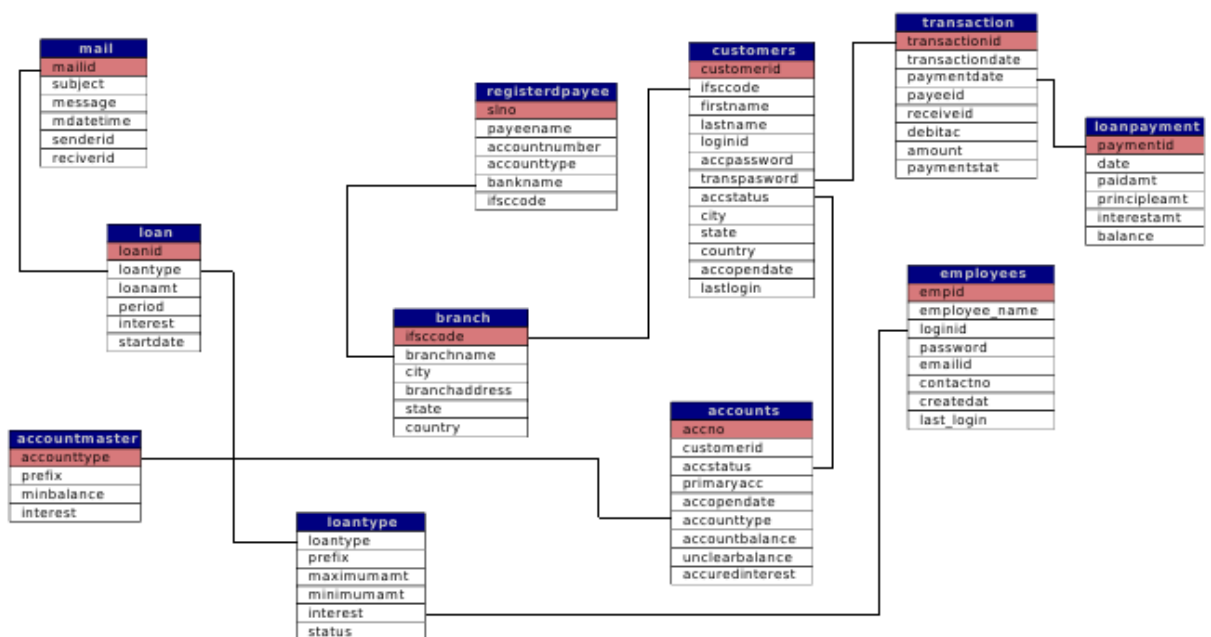 mail
mailid
subject
message
mdatetime
senderid
reciverid
registerdpayee
slno
payeename
accountnumber
accounttype
bankname
ifsccode
customers
customerid
ifsccode
firstname
lastname
loginid
accpassword
transpasword
accstatus
city
state
country
accopendate
lastlogin
transaction
transactionid
transactiondate
paymentdate
payeeid
receiveid
debitac
amount
paymentstat
loanpayment
paymentid
date
paidamt
principleamt
interestamt
balance
loan
loanid
loantype
loanamt
period
interest
startdate
branch
ifsccode
branchname
city
branchaddress
state
country
employees
empid
employee_name
loginid
password
emailid
contactno
createdat
last_login
accountmaster
accounttype
prefix
minbalance
interest
accounts
accno
customerid
accstatus
primaryacc
accopendate
accounttype
accountbalance
unclearbalance
accuredinterest
loantype
loantype
prefix
maximumamt
minimumamt
interest
status